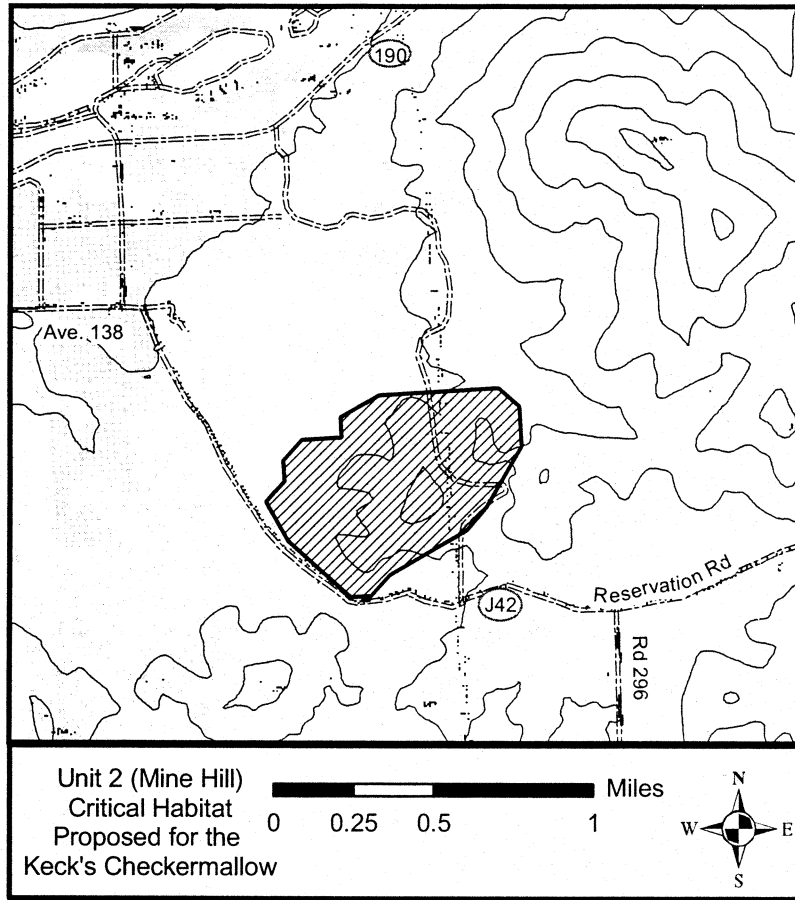 190
Ave. 138
Reservation Rd
J42
Rd 296
Unit 2 (Mine Hill)
Critical Habitat
Proposed for the
Keck's Checkermallow
Miles
0 0.25 0.5 1
N
W E
S